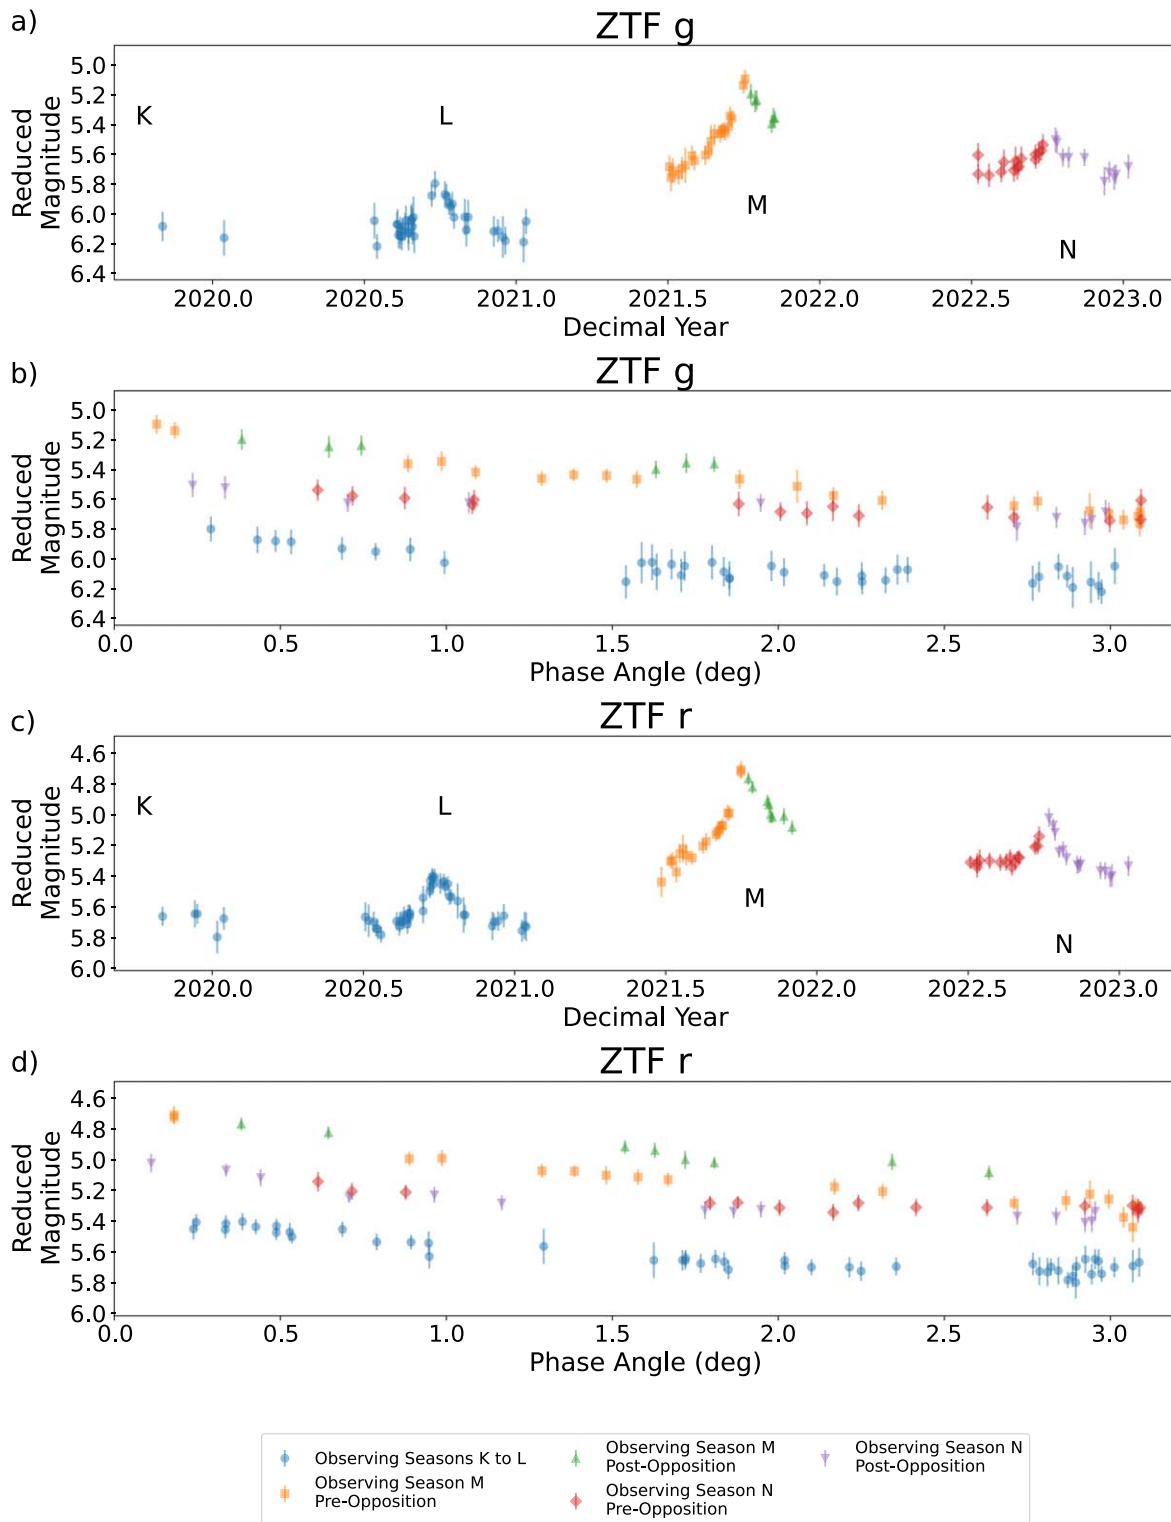 a)
ZTF g
Reduced
Magnitude
5.0
5.2
5.4
5.6
5.8
6.0
6.2
6.4
K
L
M
N
2020.0 2020.5 2021.0 2021.5 2022.0 2022.5 2023.0
Decimal Year
b)
ZTF g
Reduced
Magnitude
5.0
5.2
5.4
5.6
5.8
6.0
6.2
6.4
0.0 0.5 1.0 1.5 2.0 2.5 3.0
Phase Angle (deg)
c)
ZTF r
Reduced
Magnitude
4.6
4.8
5.0
5.2
5.4
5.6
5.8
6.0
K
L
M
N
2020.0 2020.5 2021.0 2021.5 2022.0 2022.5 2023.0
Decimal Year
d)
ZTF r
Reduced
Magnitude
4.6
4.8
5.0
5.2
5.4
5.6
5.8
6.0
0.0 0.5 1.0 1.5 2.0 2.5 3.0
Phase Angle (deg)
Observing Seasons K to L
Observing Season M
Pre-Opposition
Observing Season M
Post-Opposition
Observing Season N
Pre-Opposition
Observing Season N
Post-Opposition